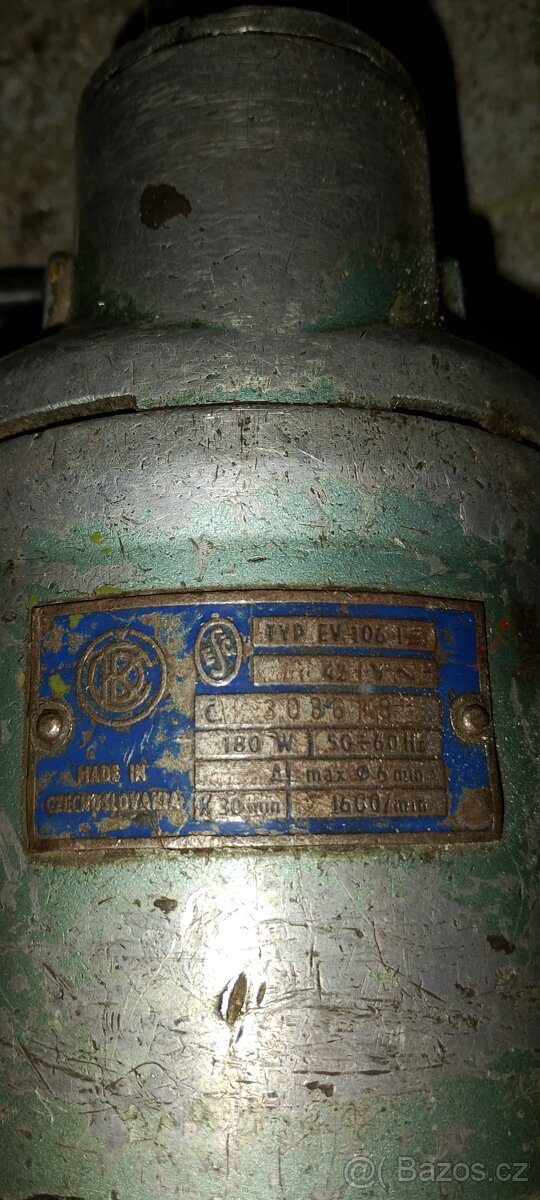 TYP EV 106
42 V ~
č. 3086
180 W 50÷60 Hz
A max ø 6 mm
MADE IN
CZECHOSLOVAKIA
K 30 min 1600/min
Bazoš.cz